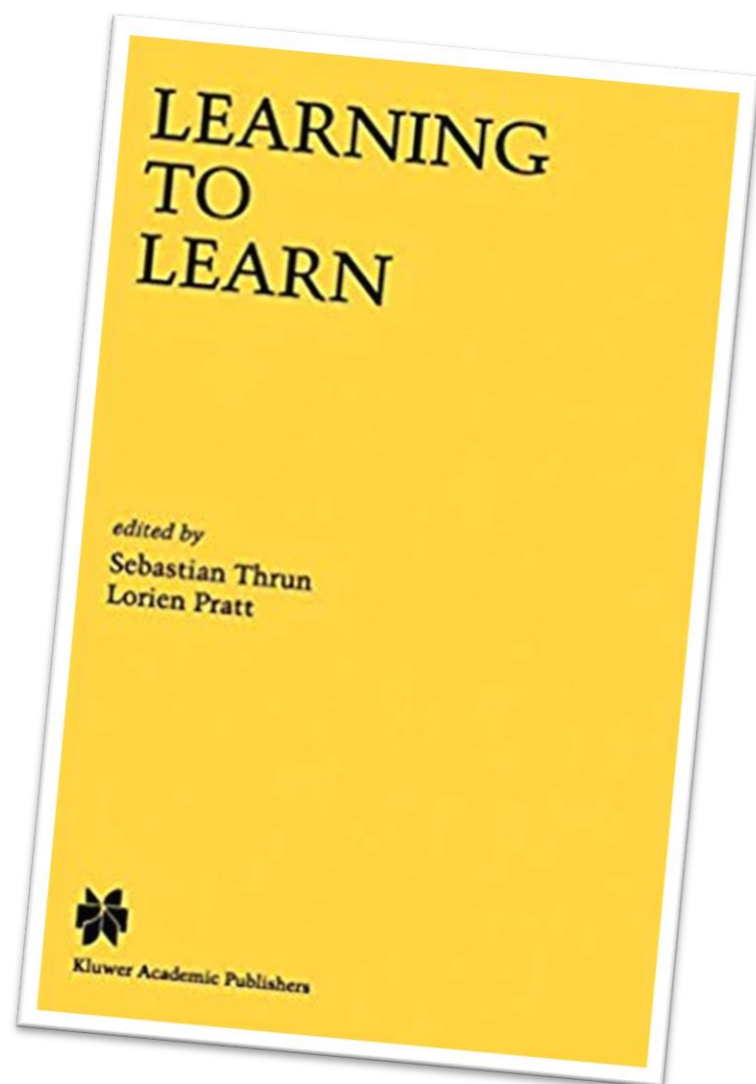 LEARNING
TO
LEARN
edited by
Sebastian Thrun
Lorien Pratt
Kluwer Academic Publishers